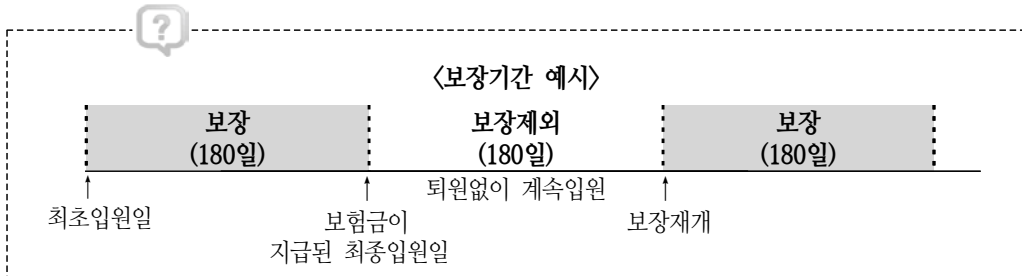 ?
〈보장기간 예시〉
보장 보장제외 보장
(180일) (180일) (180일)
퇴원없이 계속입원
↑ ↑ ↑
최초입원일 보험금이 보장재개
지급된 최종입원일